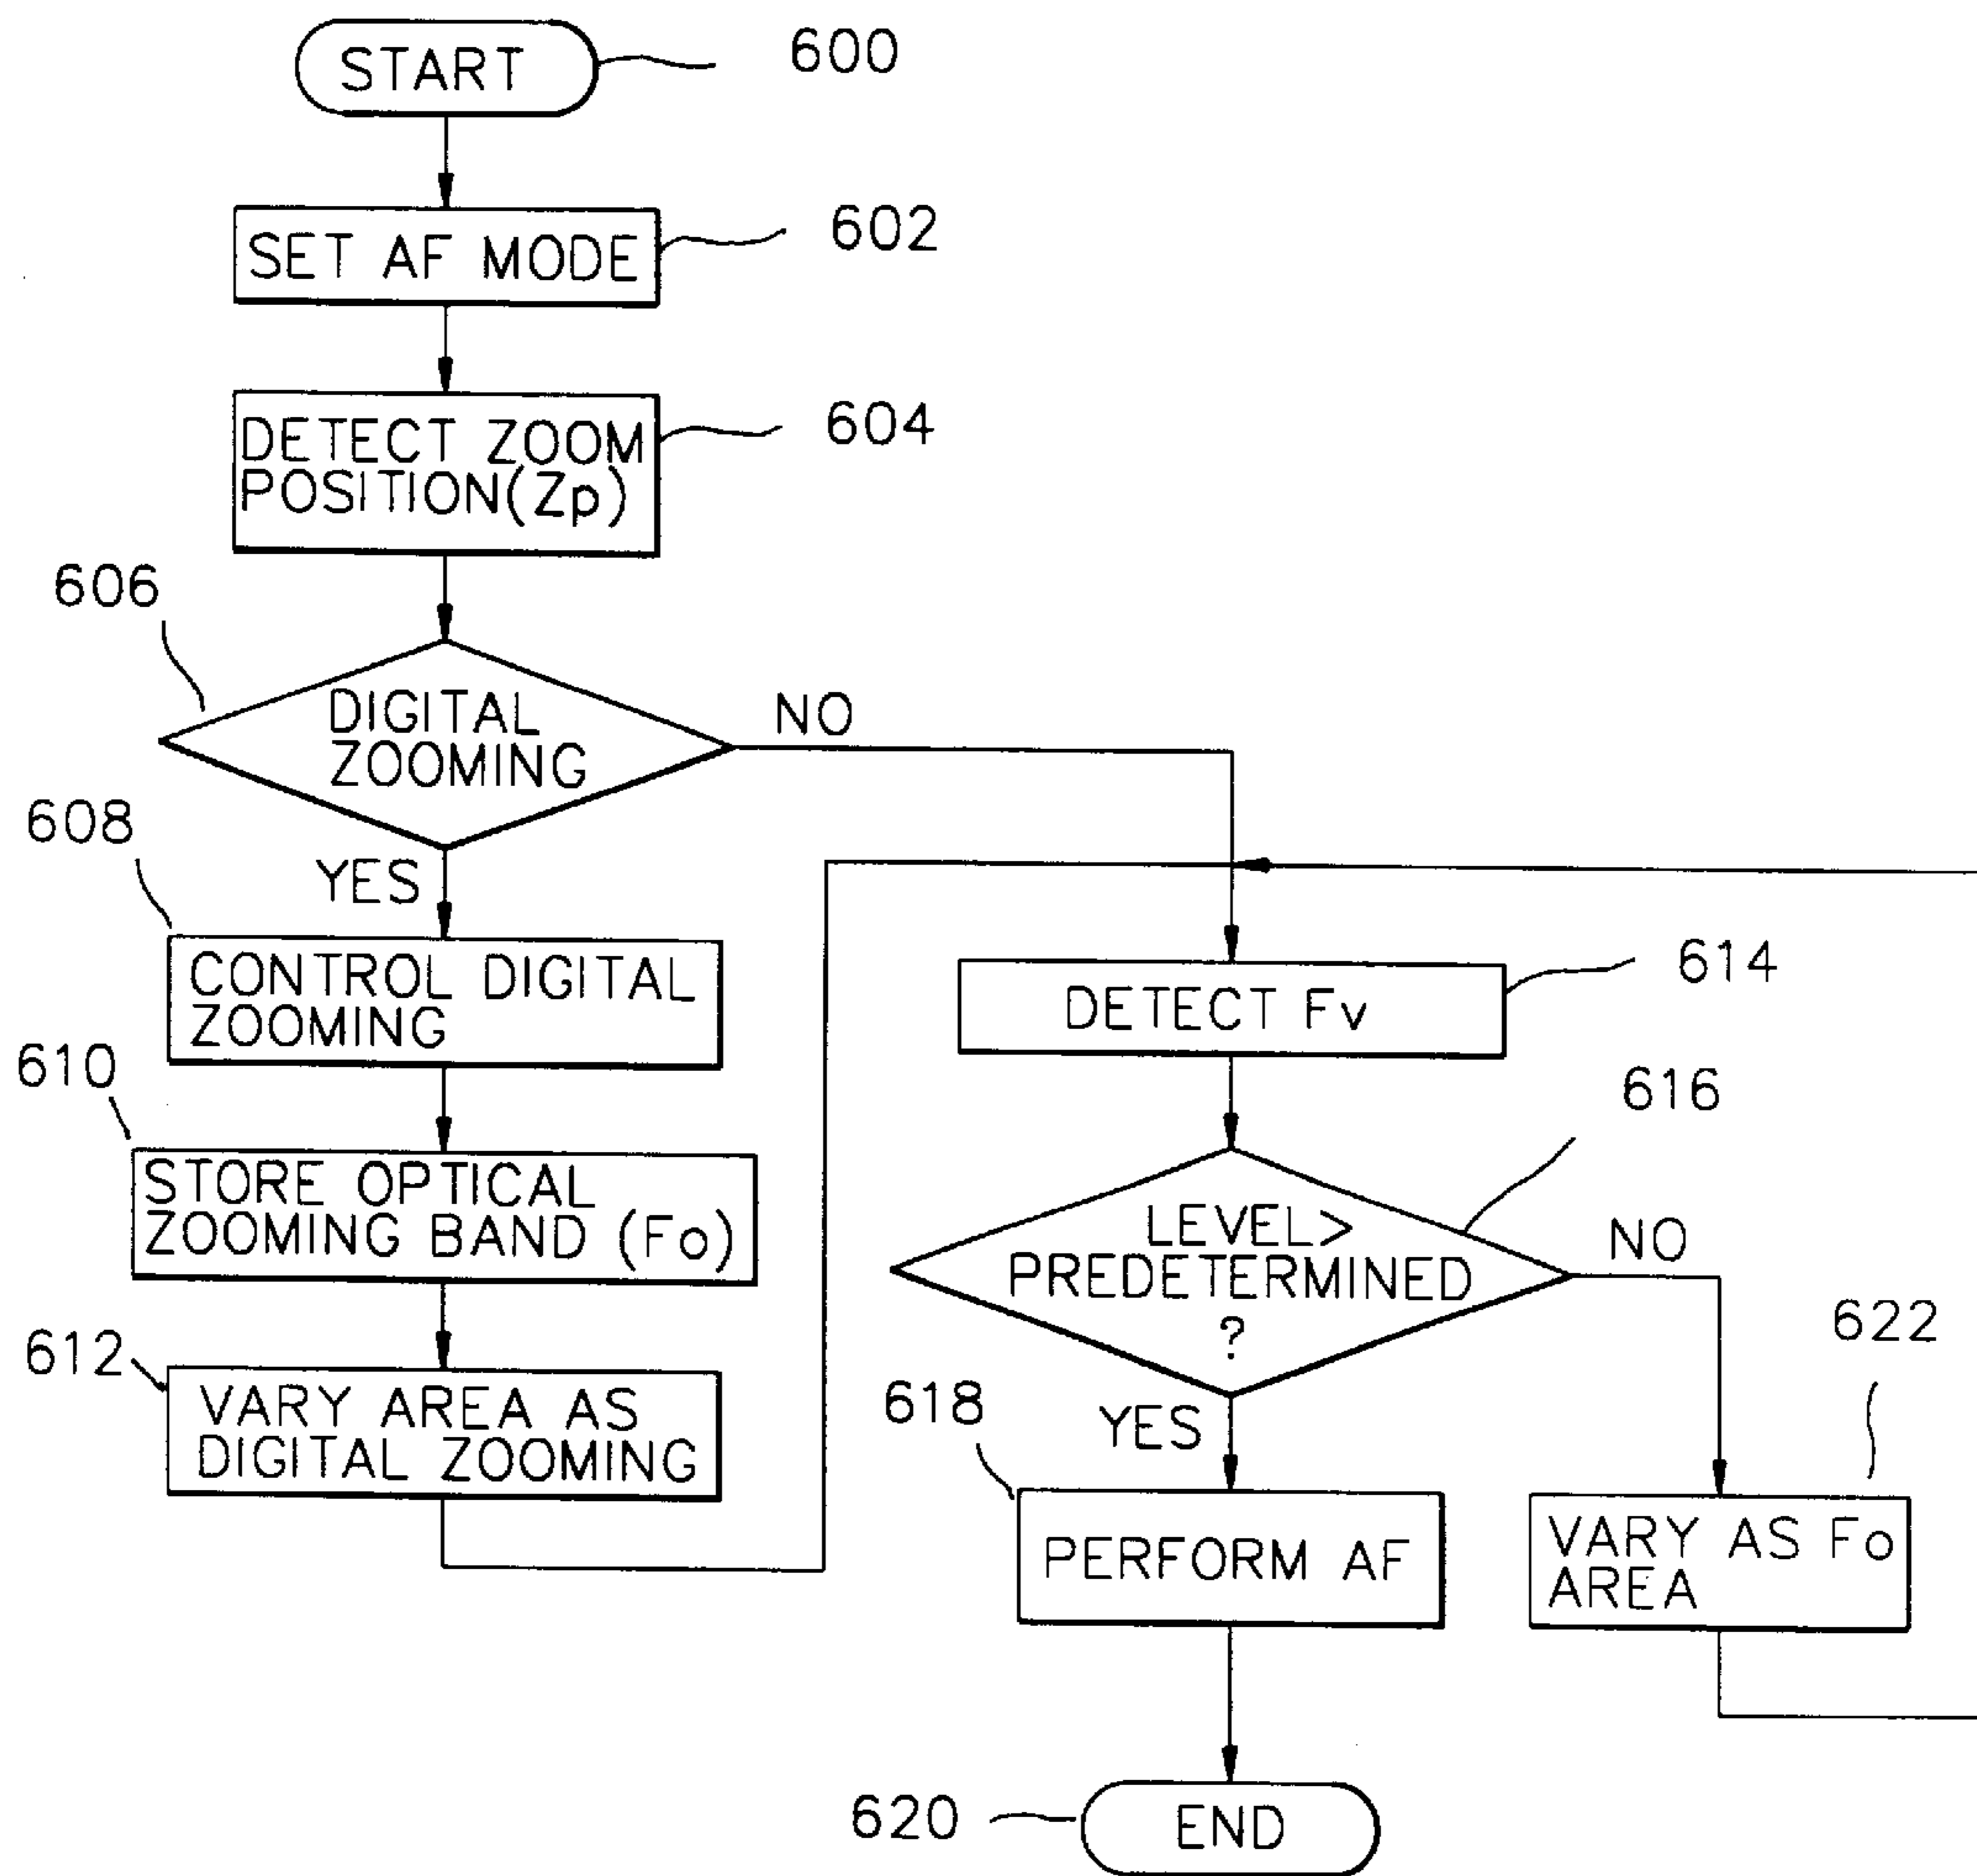 START
600
SET AF MODE
602
DETECT ZOOM
POSITION(Zp)
604
606
DIGITAL
ZOOMING
NO
YES
608
CONTROL DIGITAL
ZOOMING
610
STORE OPTICAL
ZOOMING BAND (Fo)
612
VARY AREA AS
DIGITAL ZOOMING
614
DETECT Fv
616
LEVEL>
PREDETERMINED
?
NO
YES
618
PERFORM AF
622
VARY AS Fo
AREA
620
END